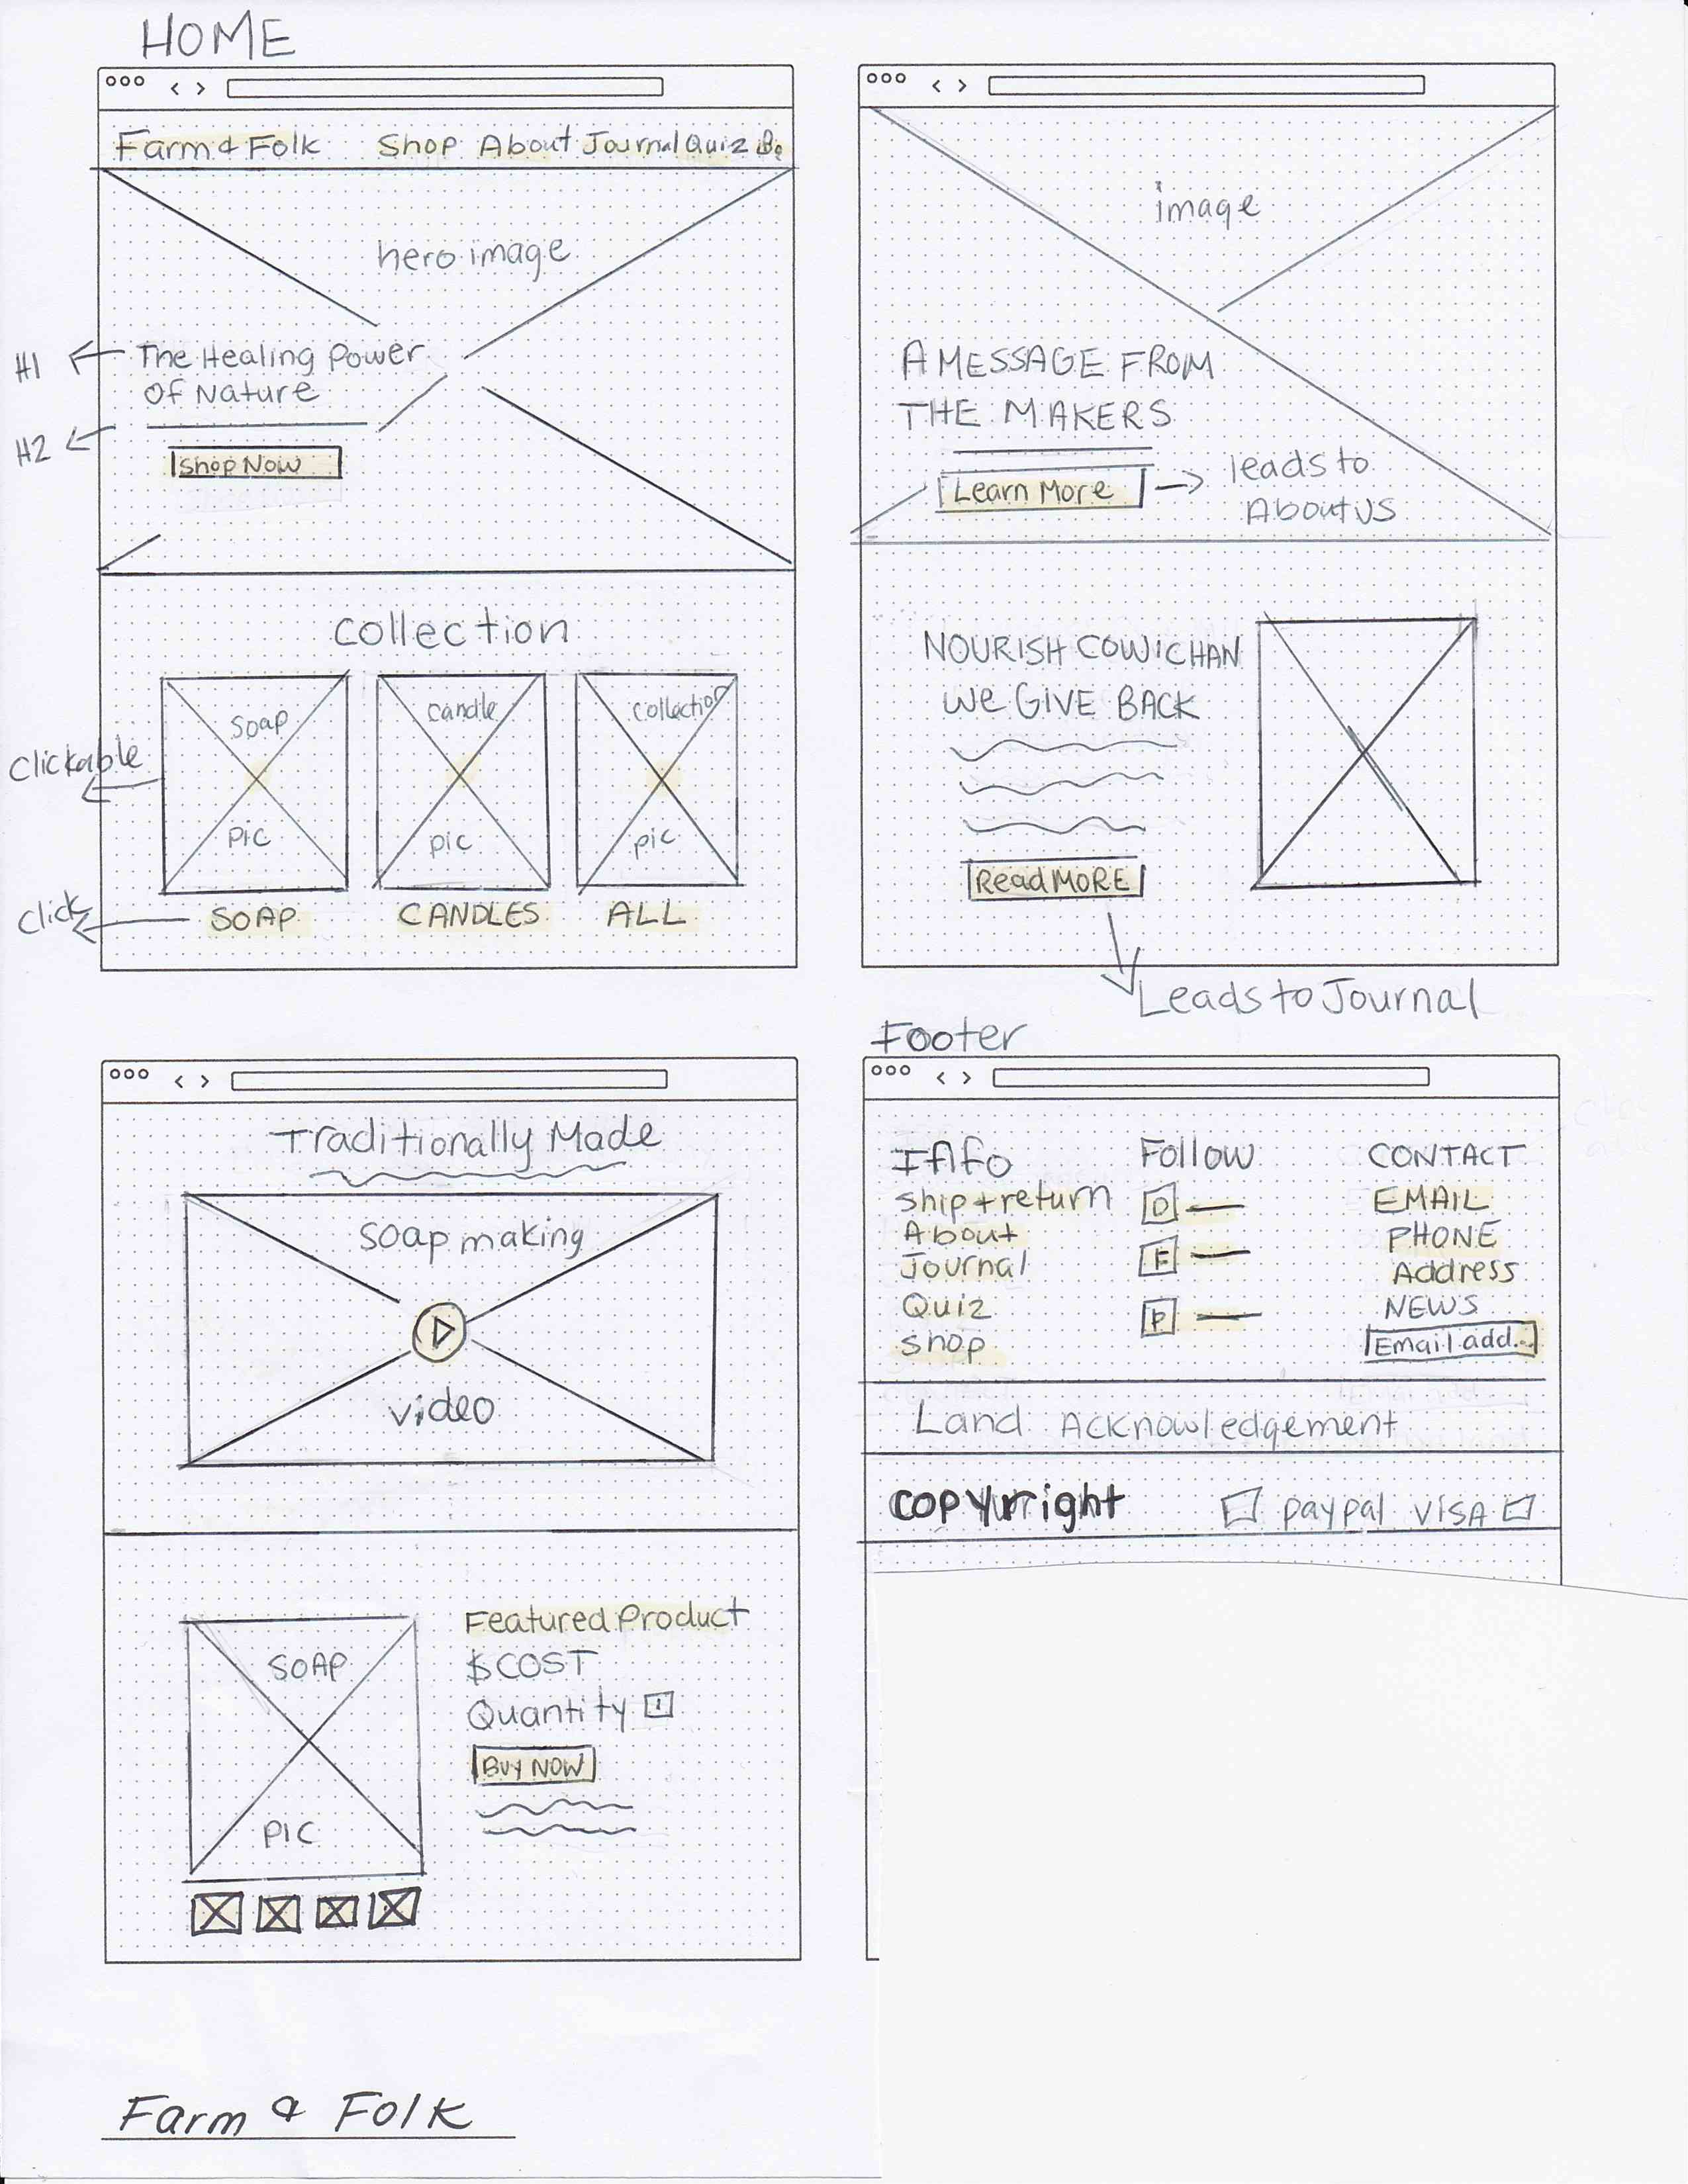 HOME
Farm & Folk Shop About Journal Quiz
hero image
H1
The Healing Power
Of Nature
H2
Shop Now
collection
Soap candle collection
Clickable
pic pic pic
Click
SOAP CANDLES ALL
image
A MESSAGE FROM
THE MAKERS
Learn More
leads to
About US
NOURISH COWICHAN
We GIVE BACK
Read MORE
Leads to Journal
Traditionally Made
Soap making
video
SOAP
PIC
Featured Product
$COST
Quantity 1
BUY NOW
Footer
Info Follow CONTACT
Ship + return EMAIL
About PHONE
Journal F Address
Quiz P NEWS
Shop Email add...
Land Acknowledgement
copyright paypal VISA
Farm & Folk